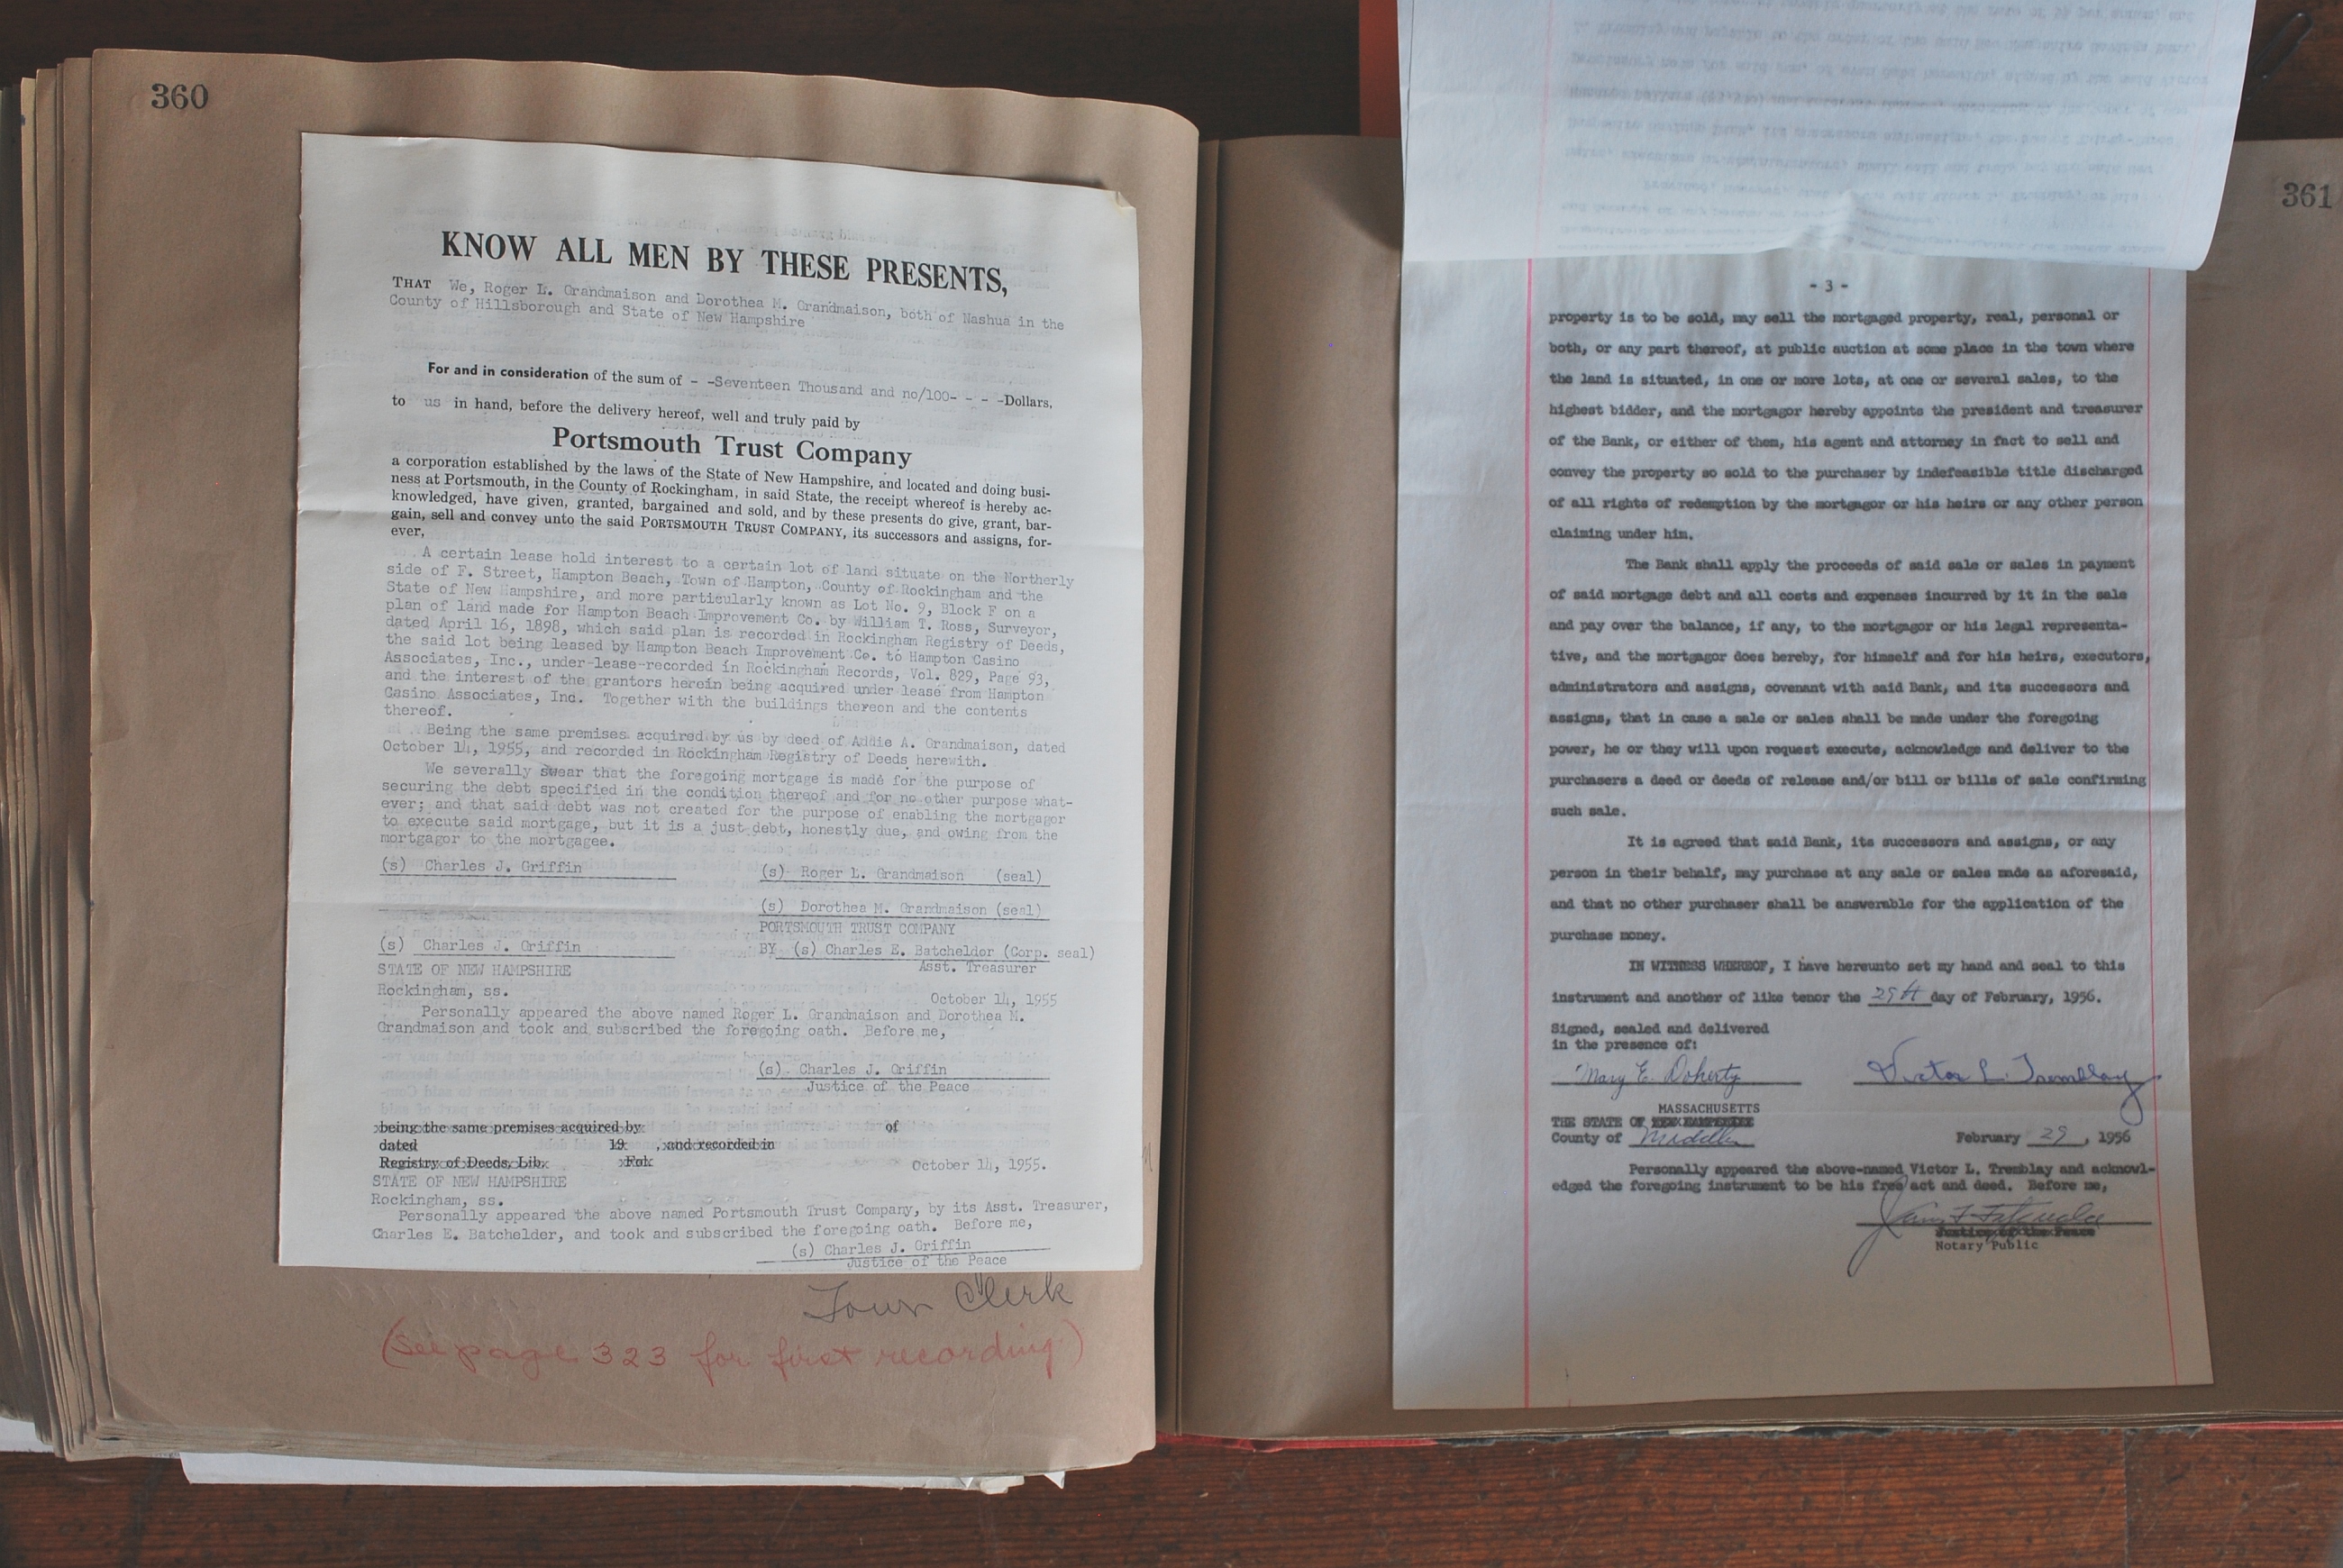 360
KNOW ALL MEN BY THESE PRESENTS,
THAT We, Roger L. Grandmaison and Dorothea M. Grandmaison, both of Nashua in the
County of Hillsborough and State of New Hampshire
For and in consideration of the sum of - -Seventeen Thousand and no/100- - - -Dollars,
to us in hand, before the delivery hereof, well and truly paid by
Portsmouth Trust Company
a corporation established by the laws of the State of New Hampshire, and located and doing busi-
ness at Portsmouth, in the County of Rockingham, in said State, the receipt whereof is hereby ac-
knowledged, have given, granted, bargained and sold, and by these presents do give, grant, bar-
gain, sell and convey unto the said PORTSMOUTH TRUST COMPANY, its successors and assigns, for-
ever,
A certain lease hold interest to a certain lot of land situate on the Northerly
side of F. Street, Hampton Beach, Town of Hampton, County of Rockingham and the
State of New Hampshire, and more particularly known as Lot No. 9, Block F on a
plan of land made for Hampton Beach Improvement Co. by William T. Ross, Surveyor,
dated April 16, 1898, which said plan is recorded in Rockingham Registry of Deeds,
the said lot being leased by Hampton Beach Improvement Co. to Hampton Casino
Associates, Inc., under-lease-recorded in Rockingham Records, Vol. 829, Page 93,
and the interest of the grantors herein being acquired under lease from Hampton
Casino Associates, Inc. Together with the buildings thereon and the contents
thereof.
Being the same premises acquired by us by deed of Addie A. Grandmaison, dated
October 14, 1955, and recorded in Rockingham Registry of Deeds herewith.
We severally swear that the foregoing mortgage is made for the purpose of
securing the debt specified in the condition thereof and for no other purpose what-
ever; and that said debt was not created for the purpose of enabling the mortgagor
to execute said mortgage, but it is a just debt, honestly due, and owing from the
mortgagor to the mortgagee.
(s) Charles J. Griffin (s) Roger L. Grandmaison (seal)
(s) Dorothea M. Grandmaison (seal)
PORTSMOUTH TRUST COMPANY
(s) Charles J. Griffin BY (s) Charles E. Batchelder (Corp. seal)
STATE OF NEW HAMPSHIRE Asst. Treasurer
Rockingham, ss. October 14, 1955
Personally appeared the above named Roger L. Grandmaison and Dorothea M.
Grandmaison and took and subscribed the foregoing oath. Before me,
(s) Charles J. Griffin
Justice of the Peace
being the same premises acquired by of
dated 19 , and recorded in
Registry of Deeds, Lib. Fol. October 14, 1955.
STATE OF NEW HAMPSHIRE
Rockingham, ss.
Personally appeared the above named Portsmouth Trust Company, by its Asst. Treasurer,
Charles E. Batchelder, and took and subscribed the foregoing oath. Before me,
(s) Charles J. Griffin
Justice of the Peace
Town Clerk
(See page 323 for first recording)
361
- 3 -
property is to be sold, may sell the mortgaged property, real, personal or
both, or any part thereof, at public auction at some place in the town where
the land is situated, in one or more lots, at one or several sales, to the
highest bidder, and the mortgagor hereby appoints the president and treasurer
of the Bank, or either of them, his agent and attorney in fact to sell and
convey the property so sold to the purchaser by indefeasible title discharged
of all rights of redemption by the mortgagor or his heirs or any other person
claiming under him.
The Bank shall apply the proceeds of said sale or sales in payment
of said mortgage debt and all costs and expenses incurred by it in the sale
and pay over the balance, if any, to the mortgagor or his legal representa-
tive, and the mortgagor does hereby, for himself and for his heirs, executors,
administrators and assigns, covenant with said Bank, and its successors and
assigns, that in case a sale or sales shall be made under the foregoing
power, he or they will upon request execute, acknowledge and deliver to the
purchasers a deed or deeds of release and/or bill or bills of sale confirming
such sale.
It is agreed that said Bank, its successors and assigns, or any
person in their behalf, may purchase at any sale or sales made as aforesaid,
and that no other purchaser shall be answerable for the application of the
purchase money.
IN WITNESS WHEREOF, I have hereunto set my hand and seal to this
instrument and another of like tenor the 29th day of February, 1956.
Signed, sealed and delivered
in the presence of:
Mary E. Doherty Victor L. Tremblay
MASSACHUSETTS
THE STATE OF NEW HAMPSHIRE
County of February 29, 1956
Personally appeared the above-named Victor L. Tremblay and acknowl-
edged the foregoing instrument to be his free act and deed. Before me,
Justice of the Peace
Notary Public